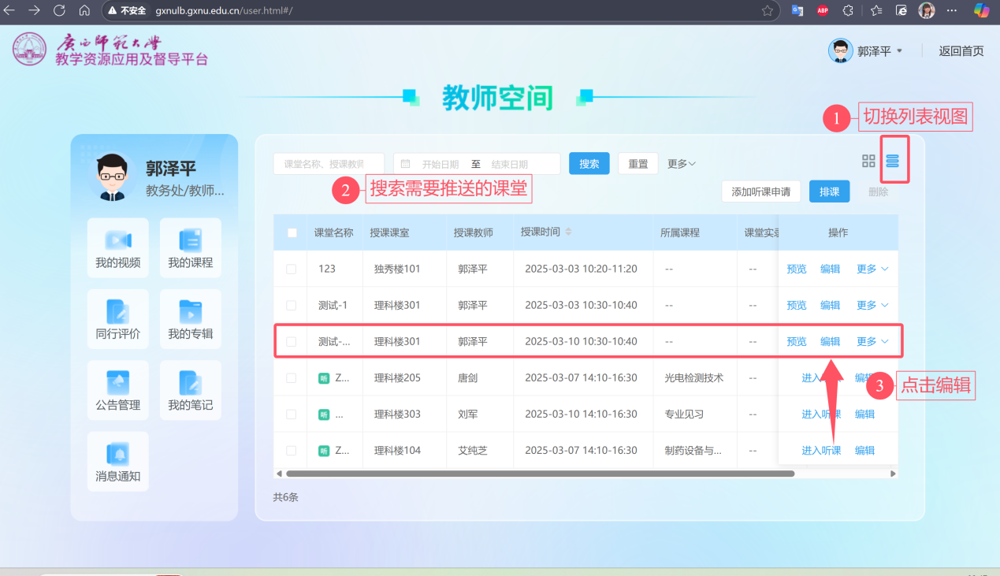 不安全 gxnulb.gxnu.edu.cn/user.html#/
ABP
广西师范大学
教学资源应用及督导平台
郭泽平
返回首页
教师空间
1 切换列表视图
郭泽平
教务处/教师...
我的视频
我的课程
同行评价
我的专辑
公告管理
我的笔记
消息通知
课堂名称、授课教师
开始日期 至 结束日期
搜索
重置
更多
2 搜索需要推送的课堂
添加听课申请
排课
删除
课堂名称 授课课室 授课教师 授课时间 所属课程 课堂实录 操作
123 独秀楼101 郭泽平 2025-03-03 10:20-11:20 -- -- 预览 编辑 更多
测试-1 理科楼301 郭泽平 2025-03-03 10:30-10:40 -- -- 预览 编辑 更多
测试-... 理科楼301 郭泽平 2025-03-10 10:30-10:40 -- -- 预览 编辑 更多
听 Z... 理科楼205 唐剑 2025-03-07 14:10-16:30 光电检测技术 -- 进入 编辑
3 点击编辑
听 ... 理科楼303 刘军 2025-03-10 14:10-16:30 专业见习 -- 进入听课 编辑
听 Z... 理科楼104 艾纯芝 2025-03-07 14:10-16:30 制药设备与... -- 进入听课 编辑
共6条